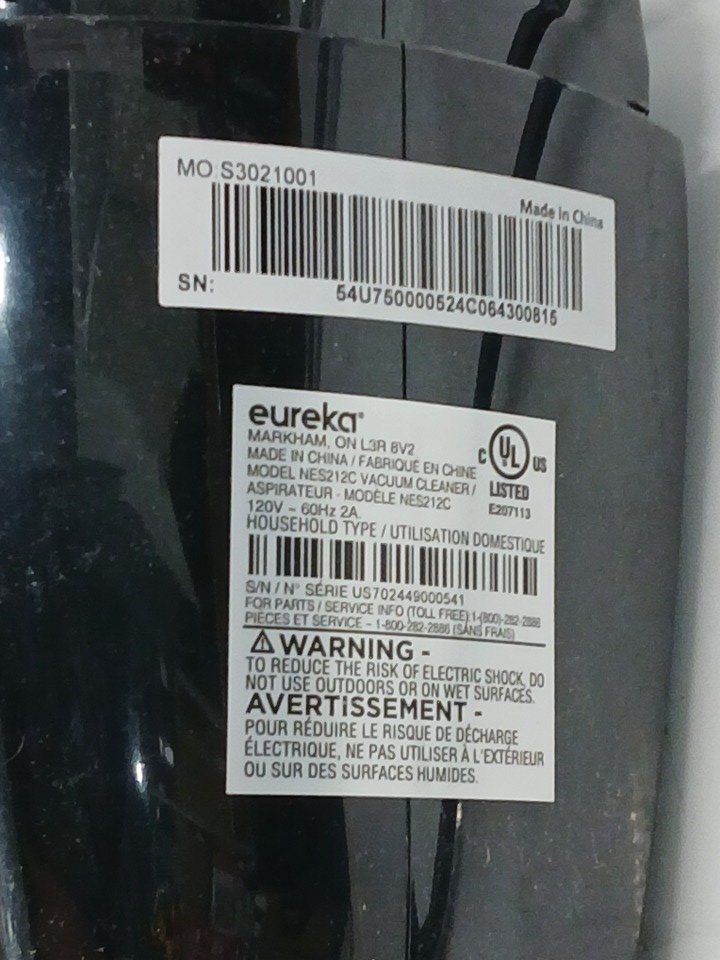 MO.S3021001
Made in China
SN:
54U750000524C064300815
eureka®
MARKHAM, ON L3R 8V2
MADE IN CHINA / FABRIQUÉ EN CHINE
MODEL NES212C VACUUM CLEANER /
ASPIRATEUR - MODÈLE NES212C
120V ~ 60Hz 2A
HOUSEHOLD TYPE / UTILISATION DOMESTIQUE
C UL US
LISTED
E207113
S/N / N° SÉRIE US702449000541
FOR PARTS / SERVICE INFO (TOLL FREE):1-(800)-282-2886
PIÈCES ET SERVICE - 1-800-282-2886 (SANS FRAIS)
⚠WARNING -
TO REDUCE THE RISK OF ELECTRIC SHOCK, DO
NOT USE OUTDOORS OR ON WET SURFACES.
AVERTISSEMENT -
POUR RÉDUIRE LE RISQUE DE DÉCHARGE
ÉLECTRIQUE, NE PAS UTILISER À L'EXTÉRIEUR
OU SUR DES SURFACES HUMIDES.